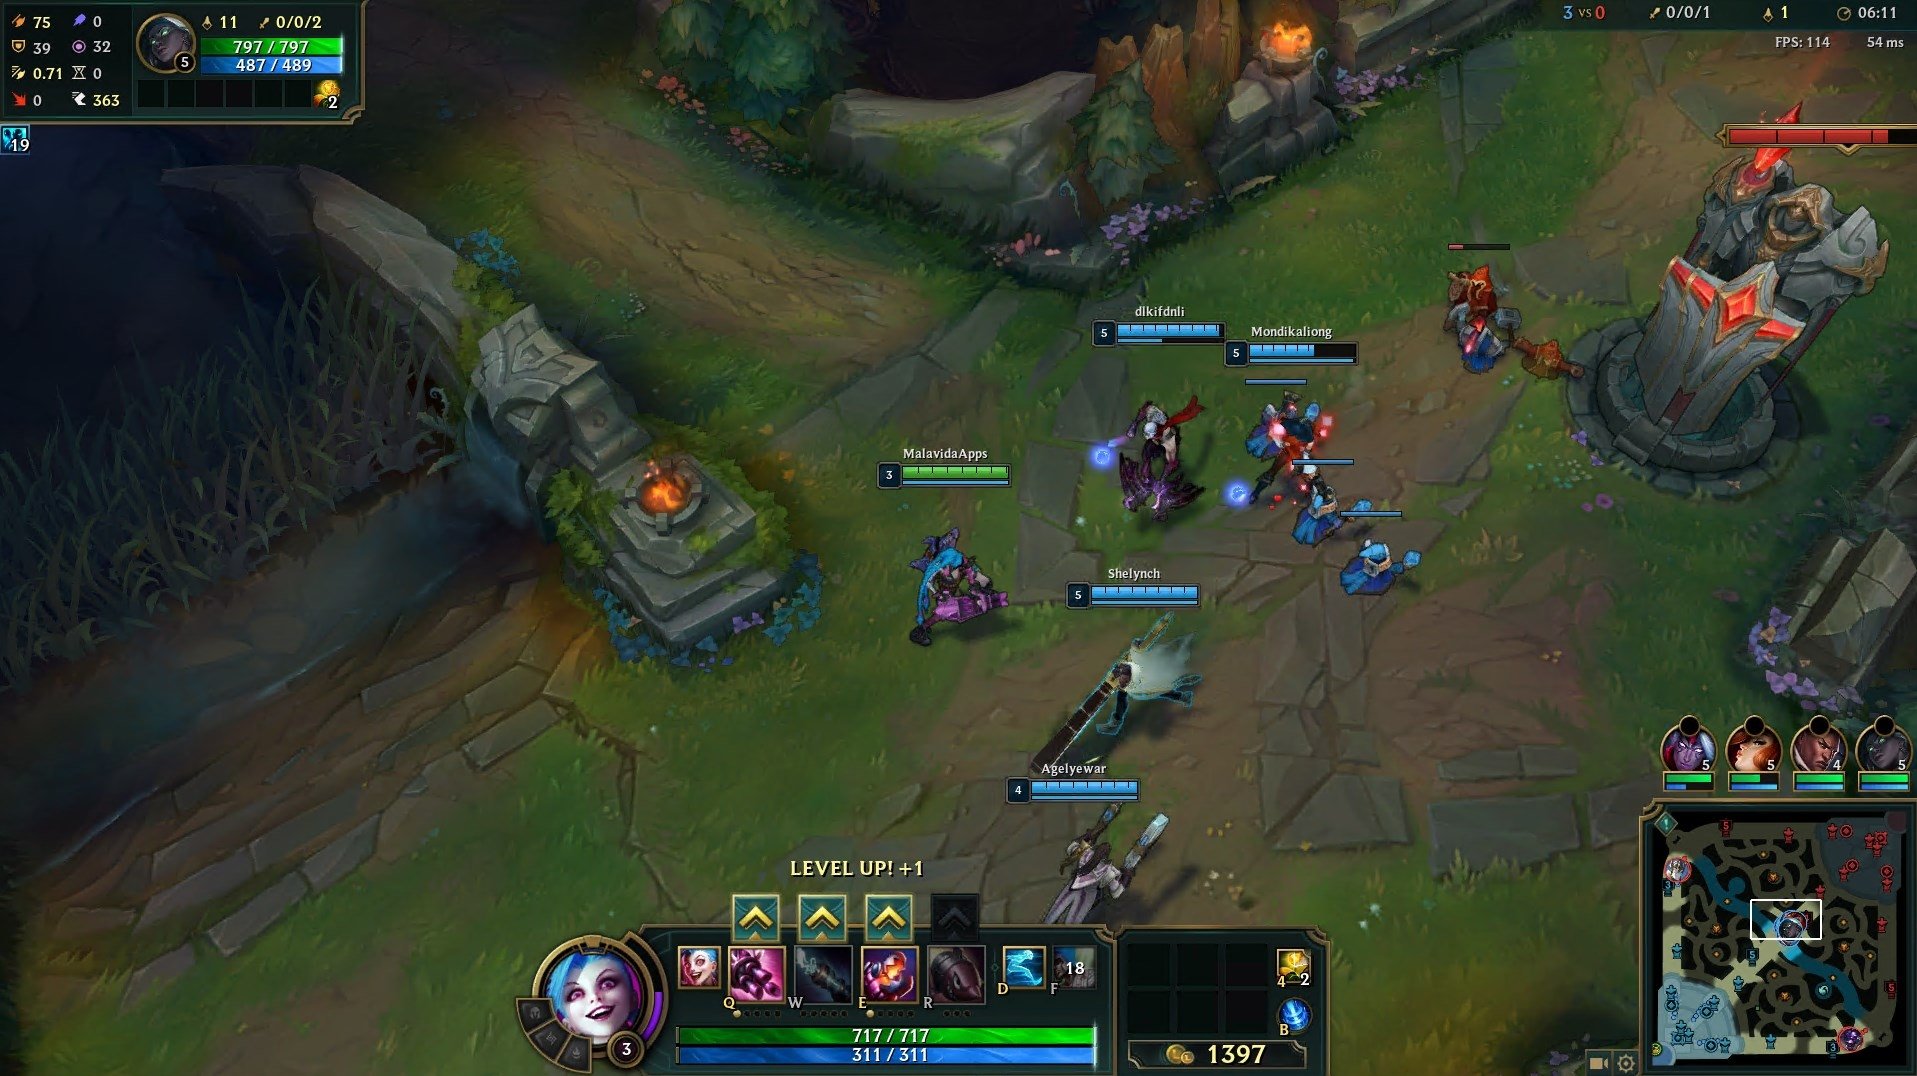 75 0 11 0/0/2
39 32 797 / 797
0.71 0 5 487 / 489
0 363 2
19
3 vs 0 0/0/1 1 06:11
FPS: 114 54 ms
dlkifdnli
5
Mondikaliong
5
MalavidaApps
3
Shelynch
5
Agelyewar
4
5 5 4 5
LEVEL UP! +1
18
Q W E R D F
4 2
B
3
717 / 717
311 / 311
1397